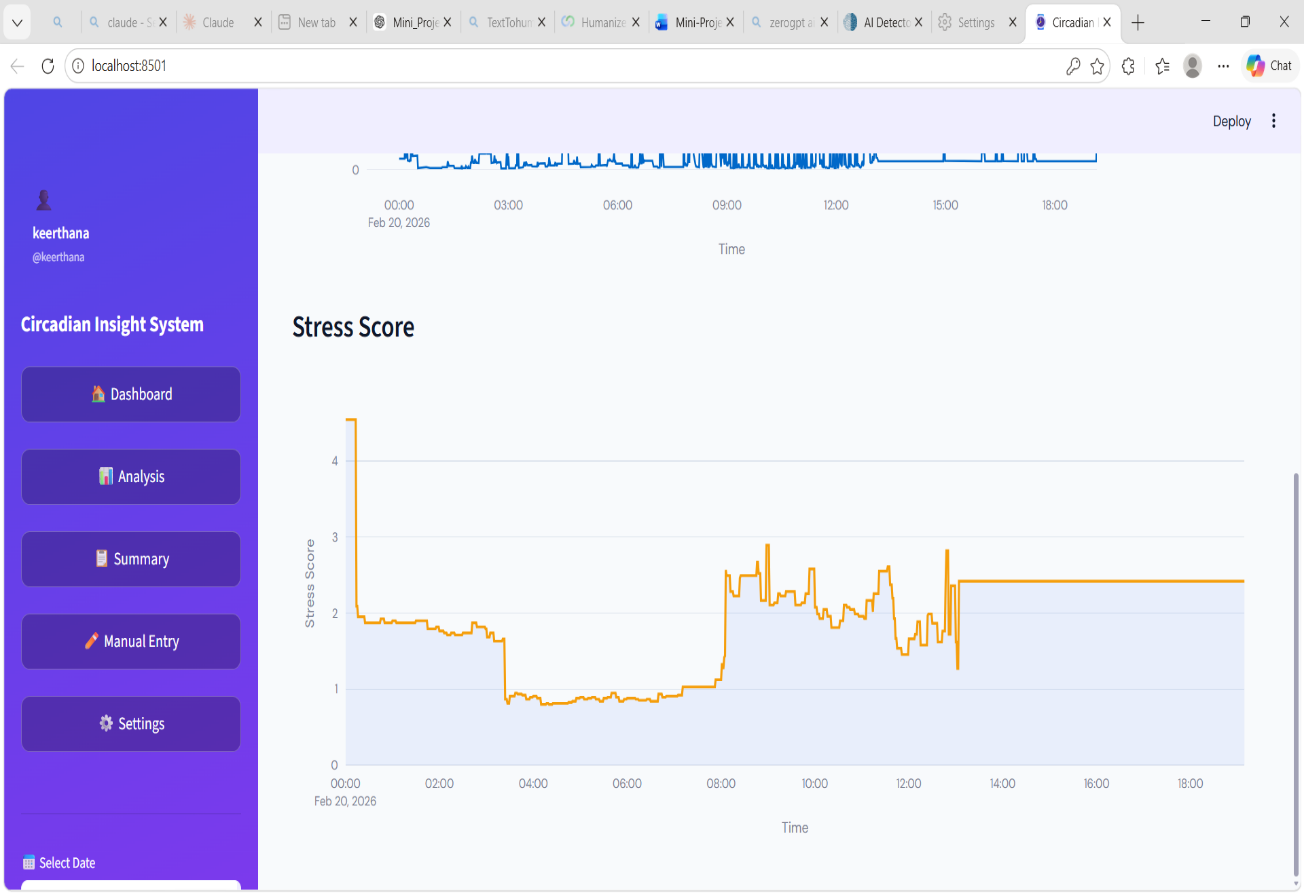 claude - S
Claude
New tab
Mini_Proje
TextTohun
Humanize
Mini-Proje
zerogpt a
AI Detecto
Settings
Circadian
localhost:8501
Chat
Deploy
keerthana
@keerthana
Circadian Insight System
Dashboard
Analysis
Summary
Manual Entry
Settings
Select Date
0
00:00
03:00
06:00
09:00
12:00
15:00
18:00
Feb 20, 2026
Time
Stress Score
4
3
2
1
0
Stress Score
00:00
02:00
04:00
06:00
08:00
10:00
12:00
14:00
16:00
18:00
Feb 20, 2026
Time